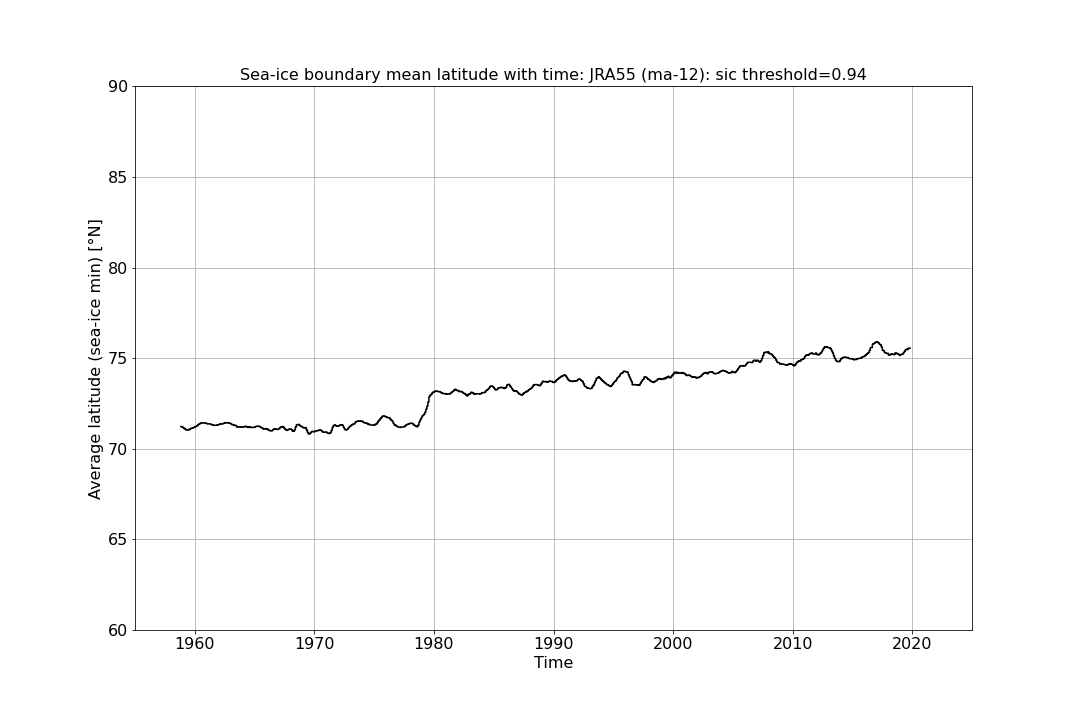 Sea-ice boundary mean latitude with time: JRA55 (ma-12): sic threshold=0.94
90
85
80
75
70
65
60
Average latitude (sea-ice min) [°N]
1960 1970 1980 1990 2000 2010 2020
Time